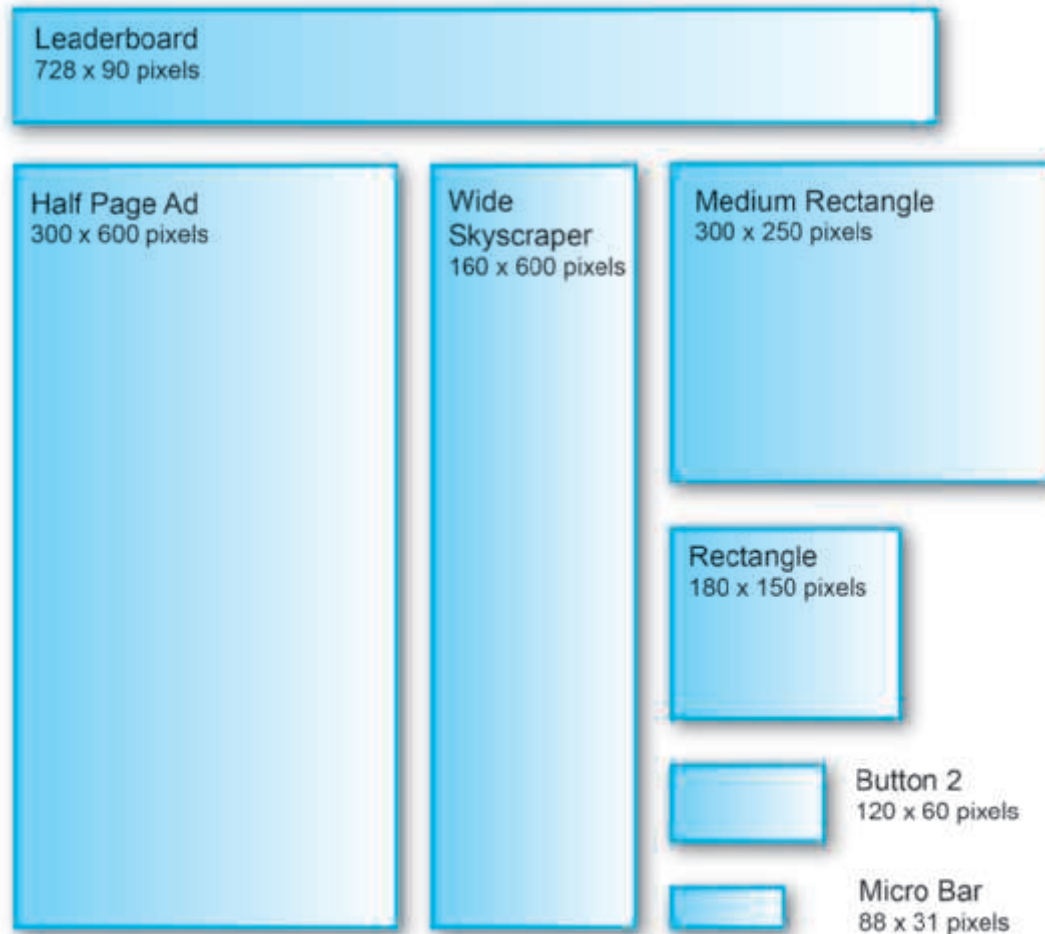 Leaderboard
728 x 90 pixels
Half Page Ad
300 x 600 pixels
Wide
Skyscraper
160 x 600 pixels
Medium Rectangle
300 x 250 pixels
Rectangle
180 x 150 pixels
Button 2
120 x 60 pixels
Micro Bar
88 x 31 pixels